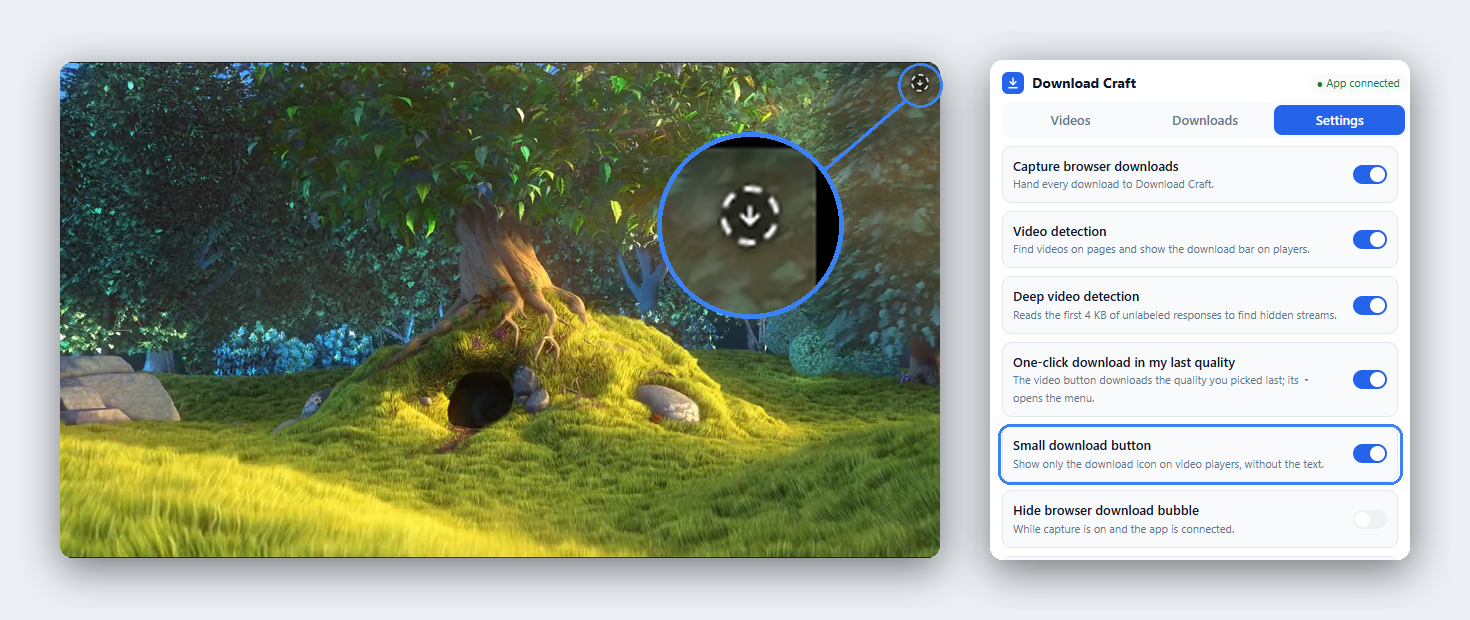 Download Craft
● App connected
Videos
Downloads
Settings
Capture browser downloads
Hand every download to Download Craft.
Video detection
Find videos on pages and show the download bar on players.
Deep video detection
Reads the first 4 KB of unlabeled responses to find hidden streams.
One-click download in my last quality
The video button downloads the quality you picked last; its ▾
opens the menu.
Small download button
Show only the download icon on video players, without the text.
Hide browser download bubble
While capture is on and the app is connected.